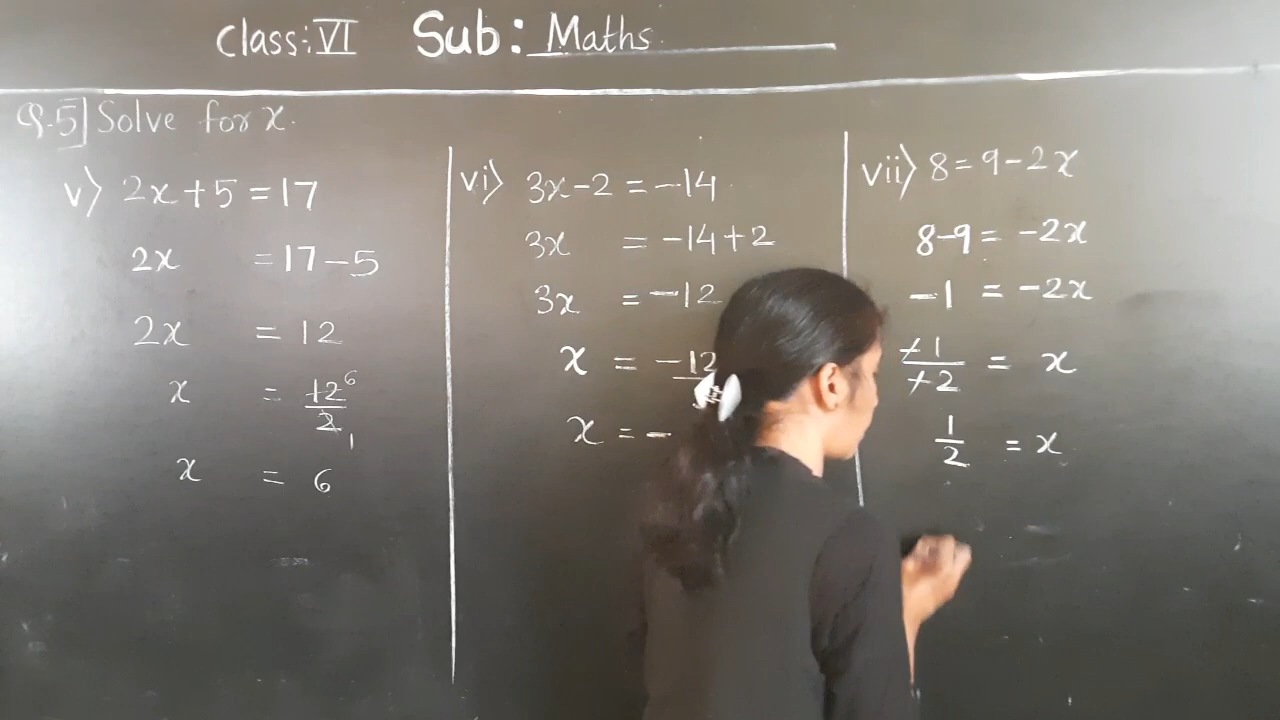 Class: VI Sub: Maths.
Q.5] Solve for x.
v) 2x + 5 = 17
2x = 17 - 5
2x = 12
x = 12/2 6 1
x = 6
vi) 3x - 2 = -14
3x = -14 + 2
3x = -12
x = -12
x = -
vii) 8 = 9 - 2x
8 - 9 = -2x
-1 = -2x
-1/-2 = x
1/2 = x